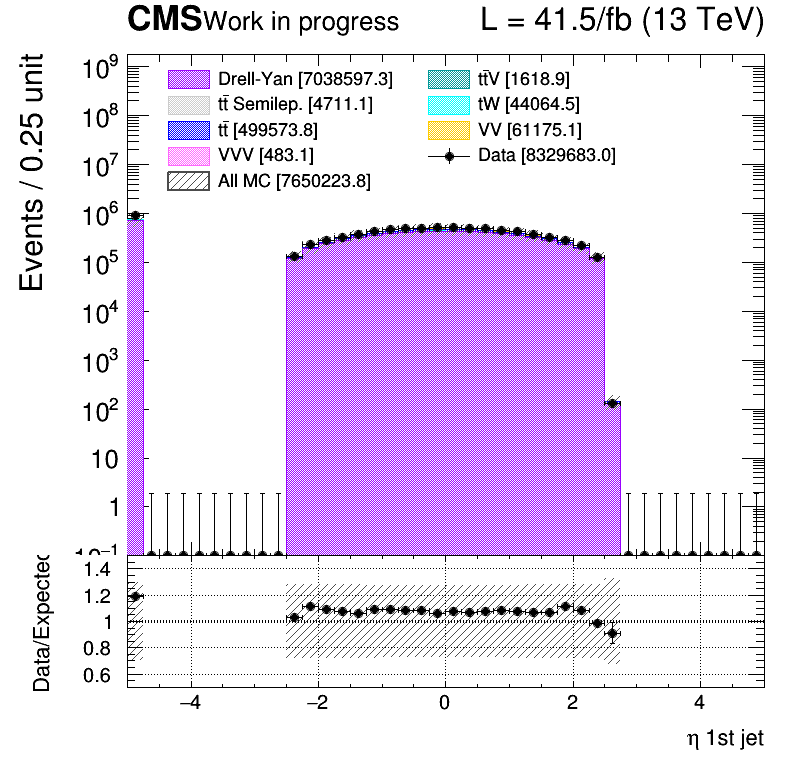 CMS Work in progress L = 41.5/fb (13 TeV)
Events / 0.25 unit
10⁹
10⁸
10⁷
10⁶
10⁵
10⁴
10³
10²
10
1
10⁻¹
Drell-Yan [7038597.3]
tt̄ Semilep. [4711.1]
tt̄ [499573.8]
VVV [483.1]
All MC [7650223.8]
tt̄V [1618.9]
tW [44064.5]
VV [61175.1]
Data [8329683.0]
Data/Expected
1.4
1.2
1
0.8
0.6
−4 −2 0 2 4
η 1st jet